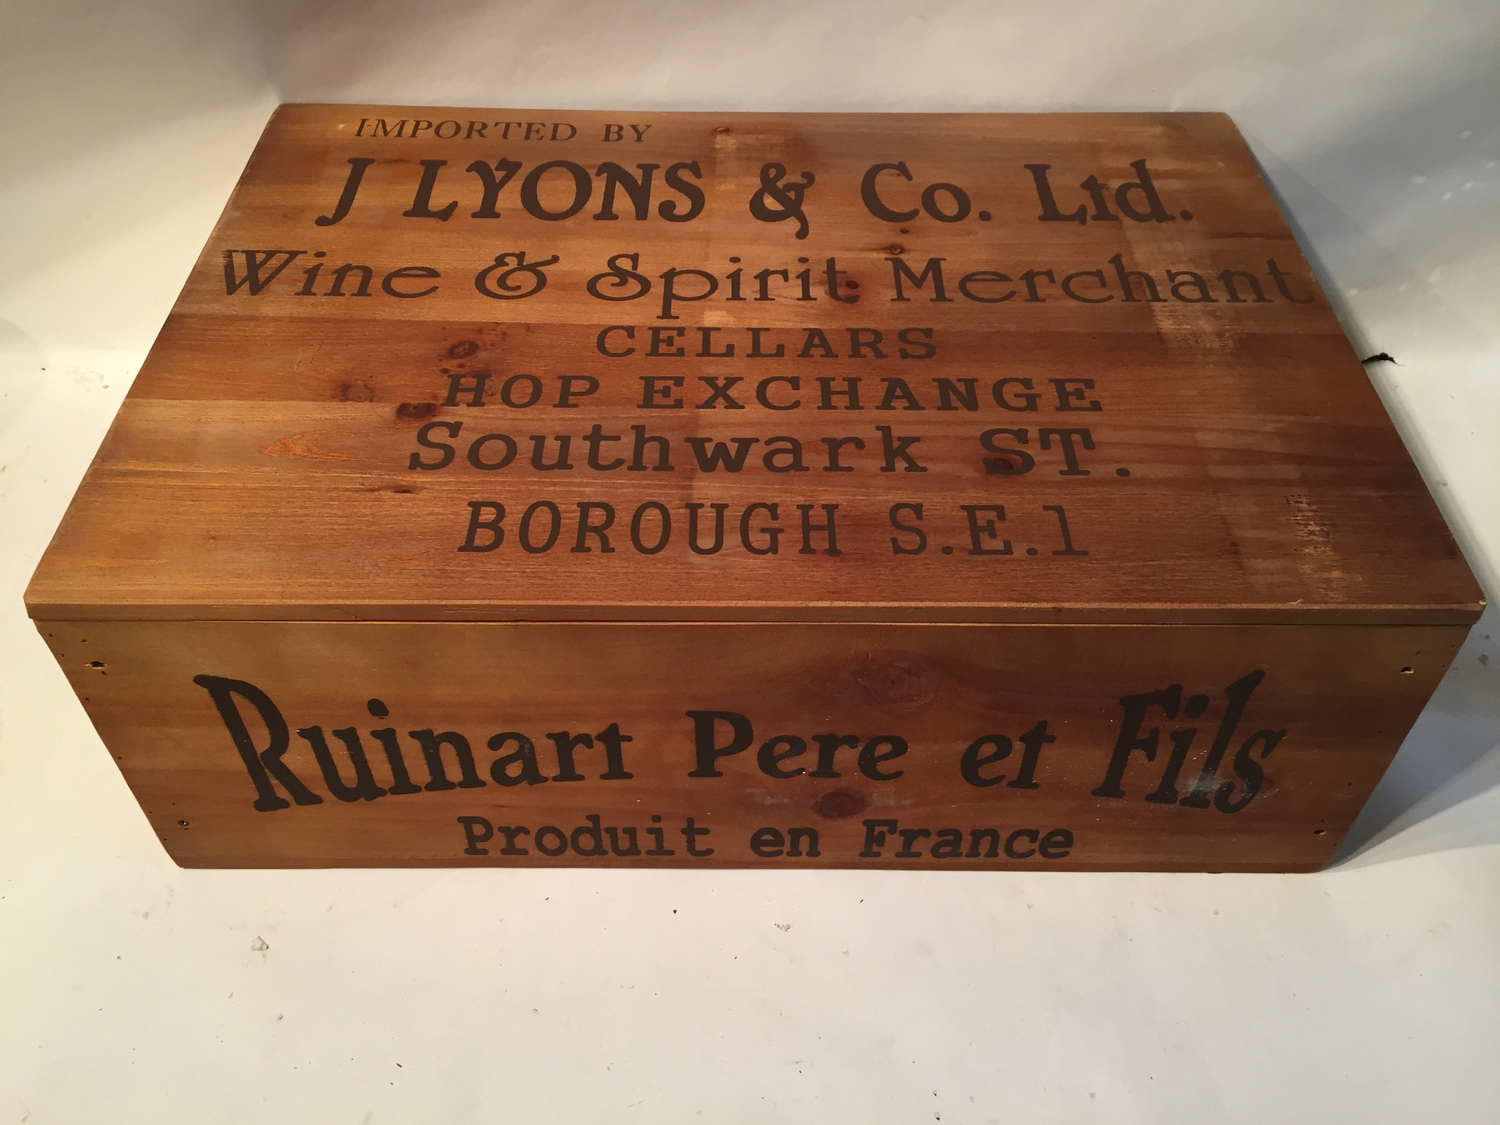 IMPORTED BY
J LYONS & Co. Ltd.
Wine & Spirit Merchant
CELLARS
HOP EXCHANGE
Southwark ST.
BOROUGH S.E.1
Ruinart Pere et Fils
Produit en France